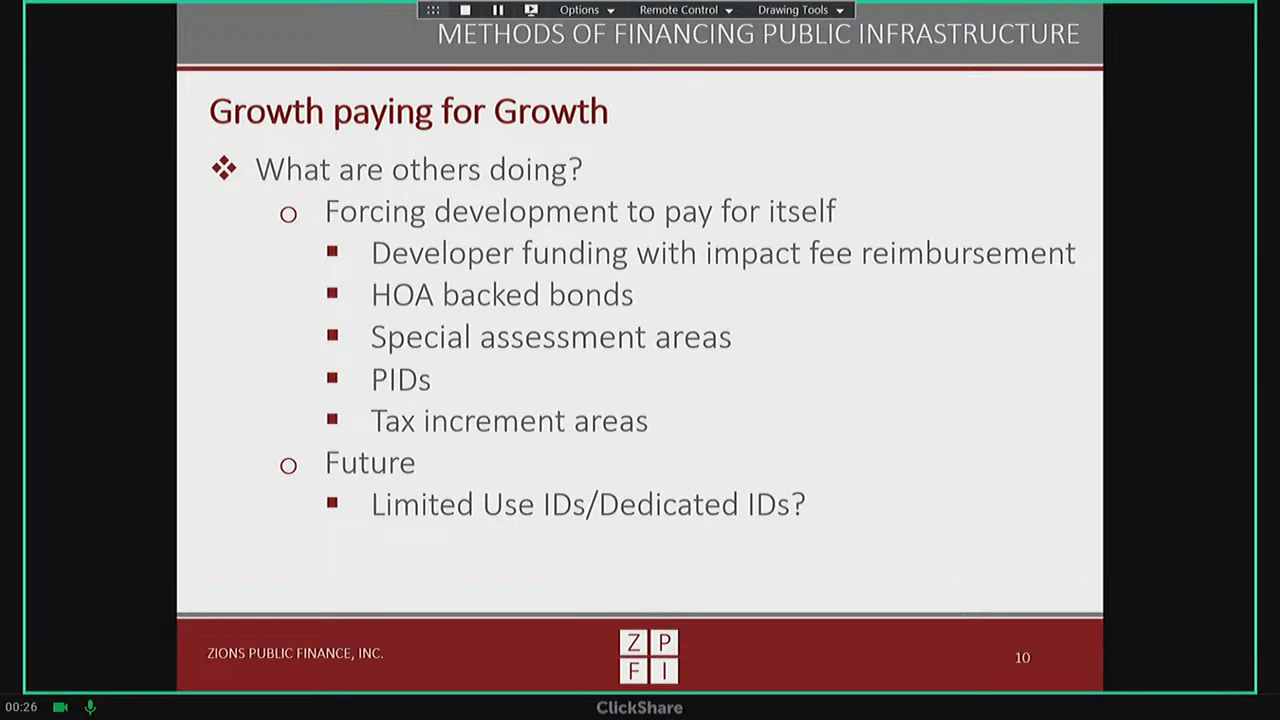 Options
Remote Control
Drawing Tools
METHODS OF FINANCING PUBLIC INFRASTRUCTURE
Growth paying for Growth
What are others doing?
Forcing development to pay for itself
Developer funding with impact fee reimbursement
HOA backed bonds
Special assessment areas
PIDs
Tax increment areas
Future
Limited Use IDs/Dedicated IDs?
ZIONS PUBLIC FINANCE, INC.
Z P
F I
10
00:26
ClickShare